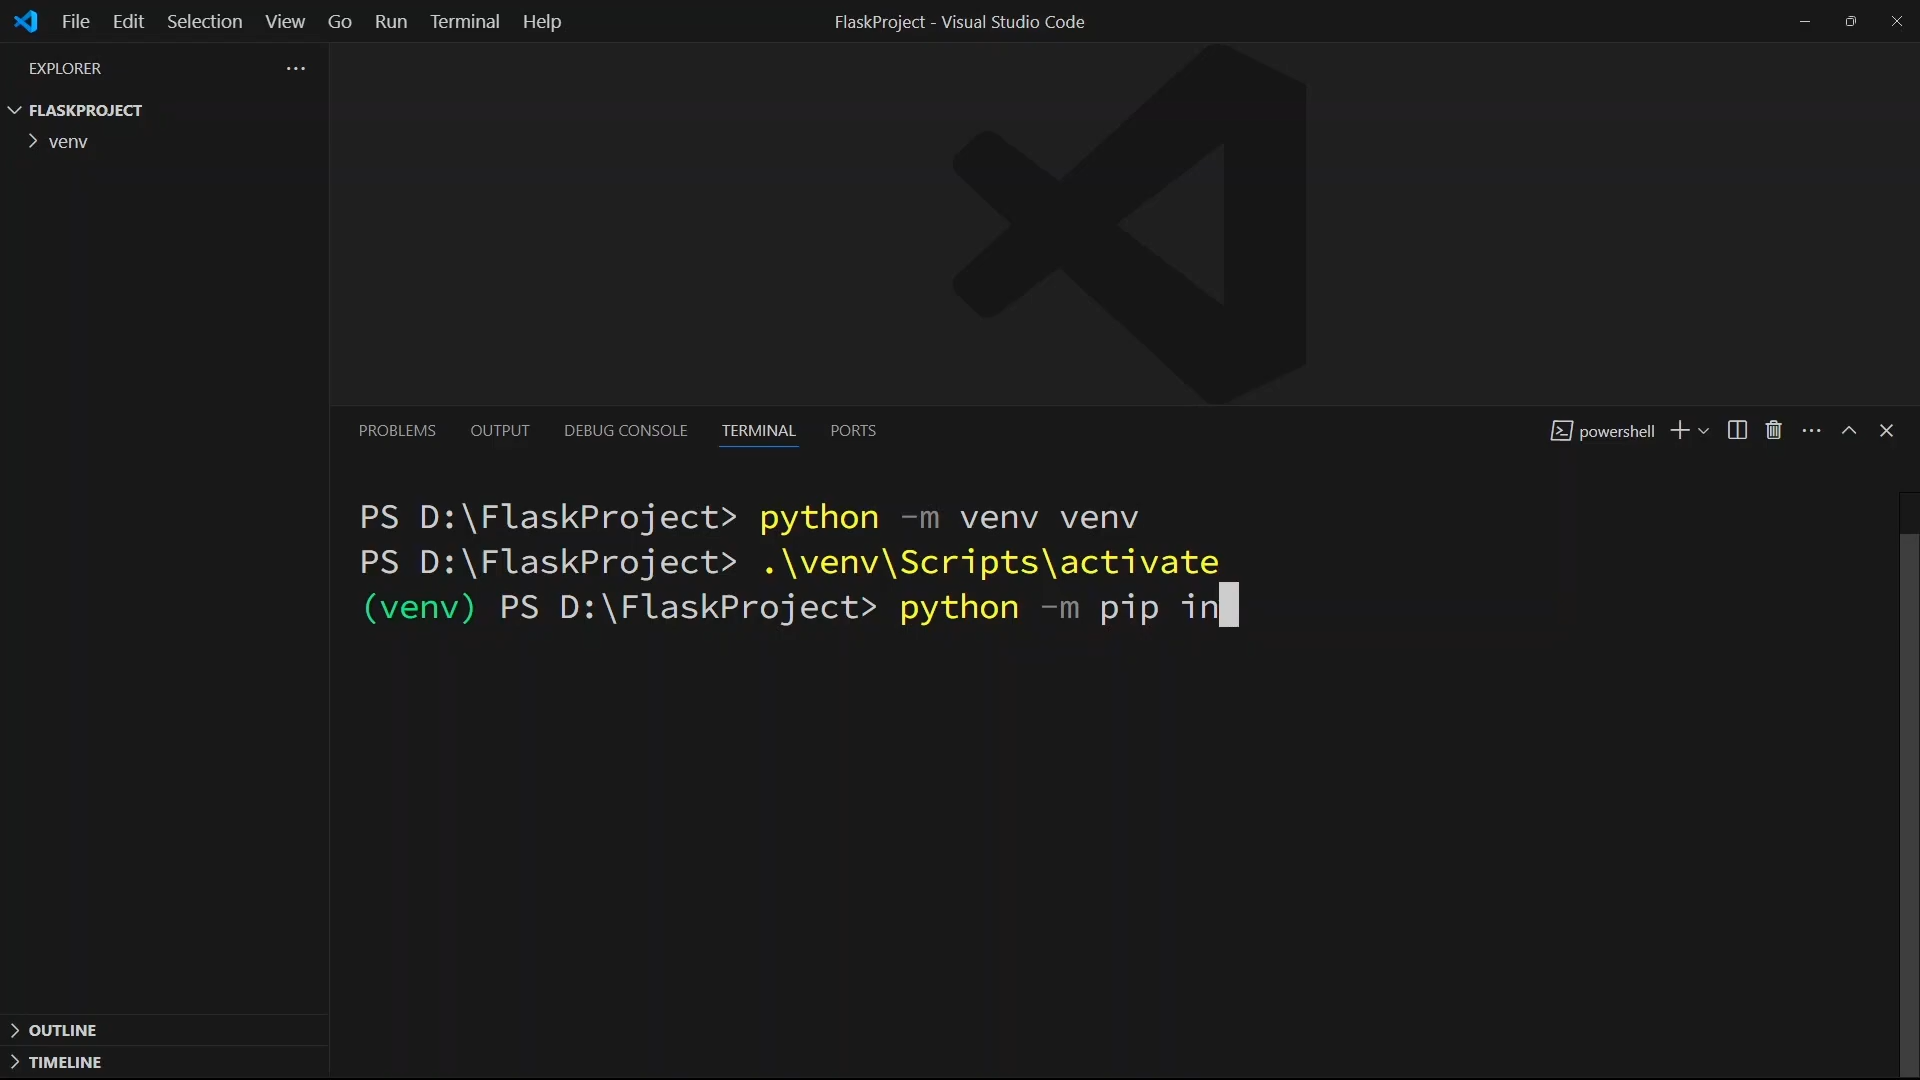 File Edit Selection View Go Run Terminal Help FlaskProject - Visual Studio Code
EXPLORER
FLASKPROJECT
venv
PROBLEMS OUTPUT DEBUG CONSOLE TERMINAL PORTS powershell
PS D:\FlaskProject> python -m venv venv
PS D:\FlaskProject> .\venv\Scripts\activate
(venv) PS D:\FlaskProject> python -m pip in
OUTLINE
TIMELINE